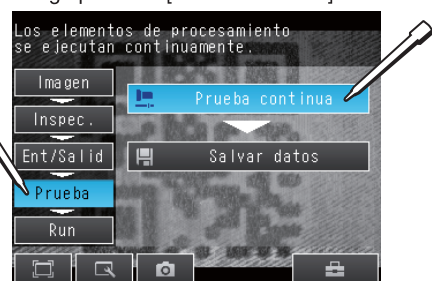 Los elementos de procesamiento
se ejecutan continuamente.
Imagen
Prueba continua
Inspec.
Ent/Salid
Salvar datos
Prueba
Run